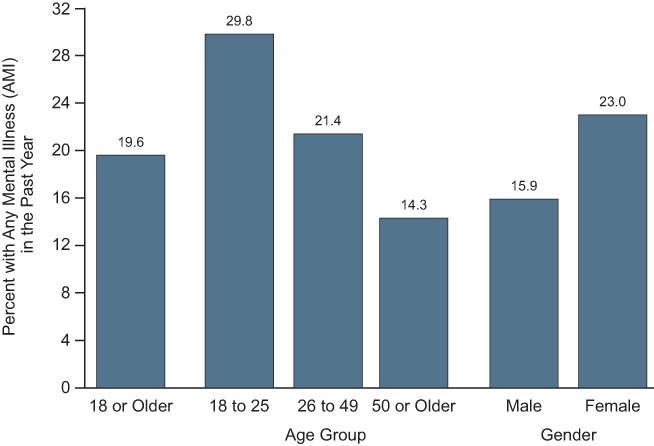 Percent with Any Mental Illness (AMI)
in the Past Year
32
28
24
20
16
12
8
4
0
19.6
29.8
21.4
14.3
15.9
23.0
18 or Older
18 to 25
26 to 49
50 or Older
Male
Female
Age Group
Gender